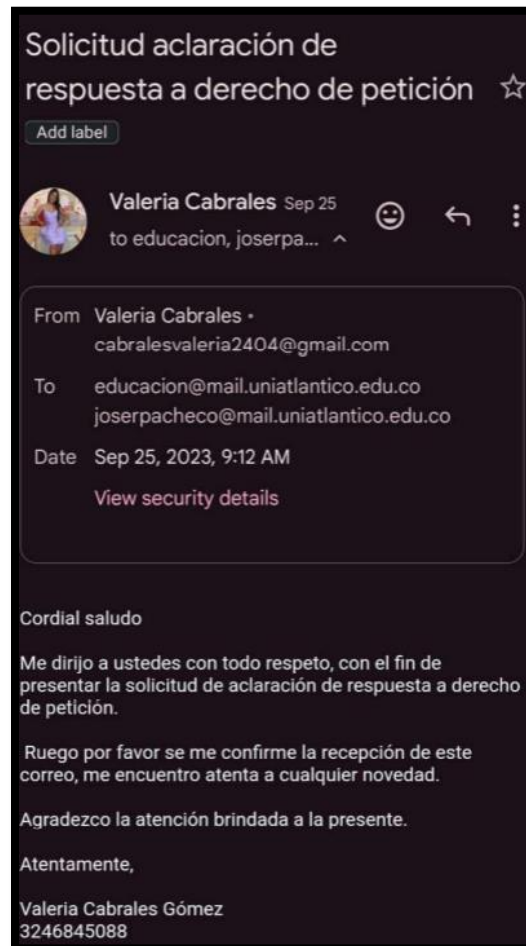 Solicitud aclaración de
respuesta a derecho de petición
Add label
Valeria Cabrales Sep 25
to educacion, joserpa...
From Valeria Cabrales •
cabralesvaleria2404@gmail.com
To educacion@mail.uniatlantico.edu.co
joserpacheco@mail.uniatlantico.edu.co
Date Sep 25, 2023, 9:12 AM
View security details
Cordial saludo
Me dirijo a ustedes con todo respeto, con el fin de
presentar la solicitud de aclaración de respuesta a derecho
de petición.
Ruego por favor se me confirme la recepción de este
correo, me encuentro atenta a cualquier novedad.
Agradezco la atención brindada a la presente.
Atentamente,
Valeria Cabrales Gómez
3246845088